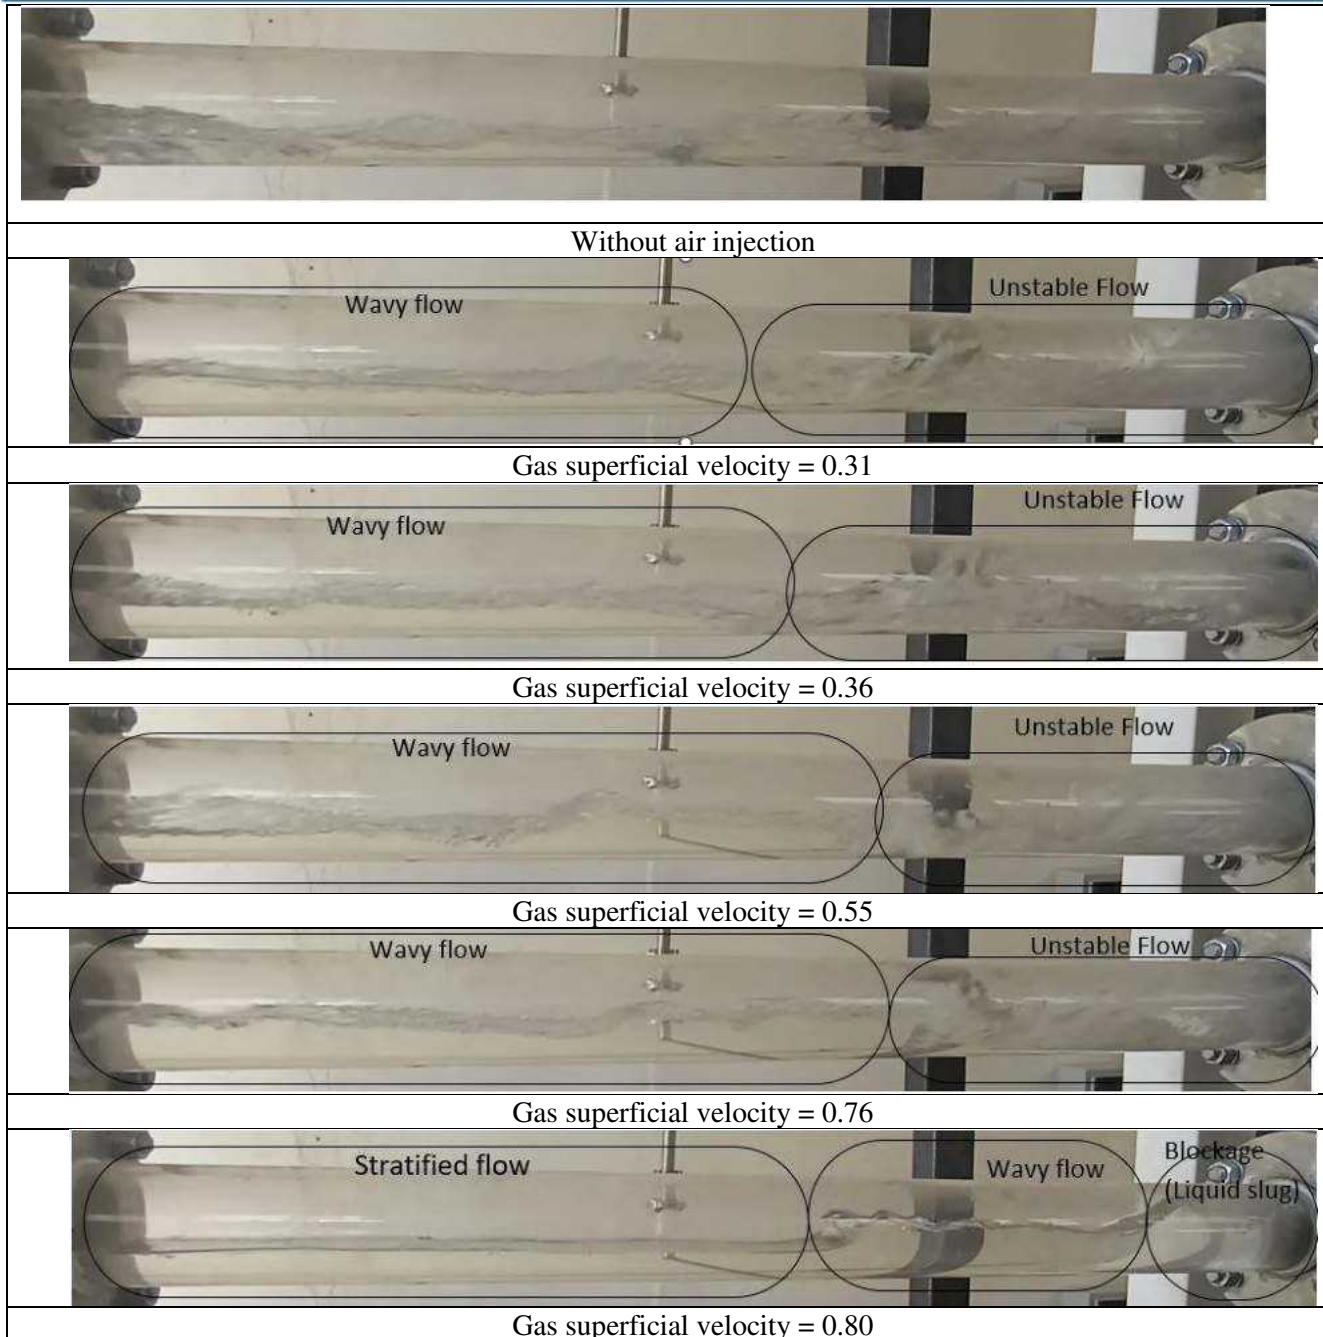 Without air injection
Wavy flow
Unstable Flow
Gas superficial velocity = 0.31
Wavy flow
Unstable Flow
Gas superficial velocity = 0.36
Wavy flow
Unstable Flow
Gas superficial velocity = 0.55
Wavy flow
Unstable Flow
Gas superficial velocity = 0.76
Stratified flow
Wavy flow
Blockage
(Liquid slug)
Gas superficial velocity = 0.80